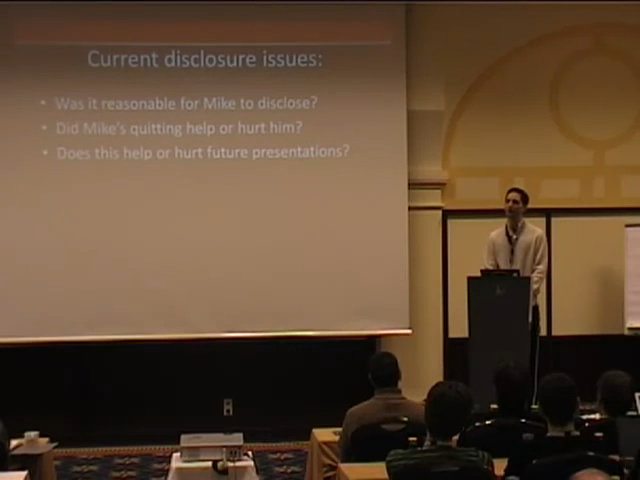 Current disclosure issues:
• Was it reasonable for Mike to disclose?
• Did Mike's quitting help or hurt him?
• Does this help or hurt future presentations?